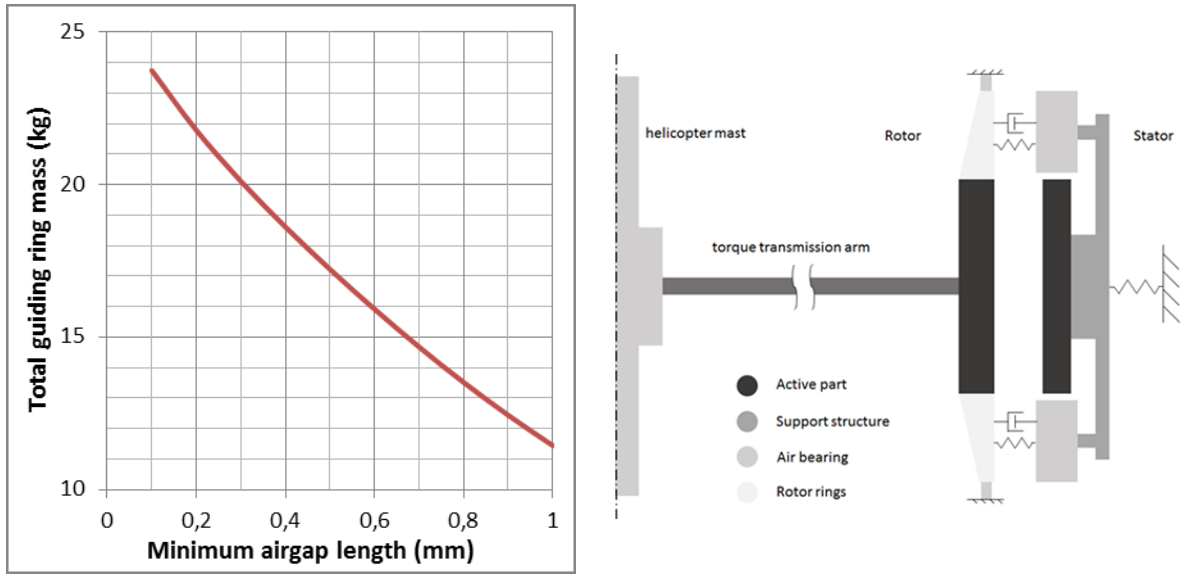 25
20
15
10
0
0,2
0,4
0,6
0,8
1
Total guiding ring mass (kg)
Minimum airgap length (mm)
helicopter mast
Rotor
Stator
torque transmission arm
Active part
Support structure
Air bearing
Rotor rings